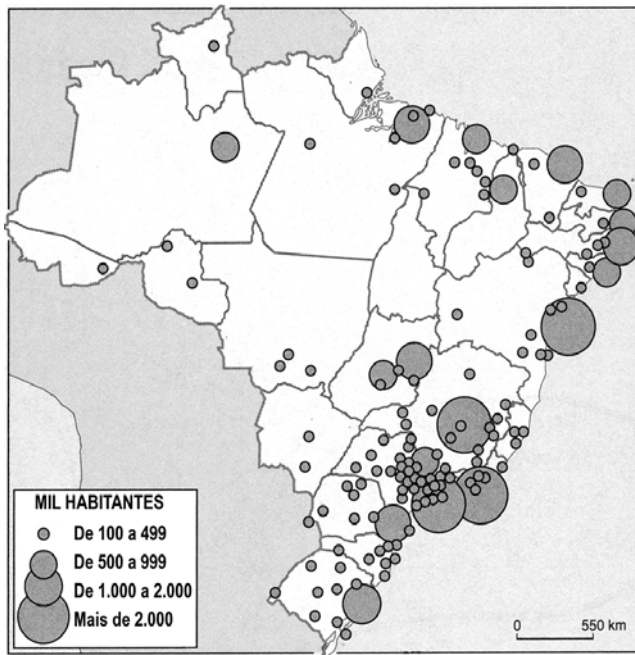 MIL HABITANTES
De 100 a 499
De 500 a 999
De 1.000 a 2.000
Mais de 2.000
0 550 km